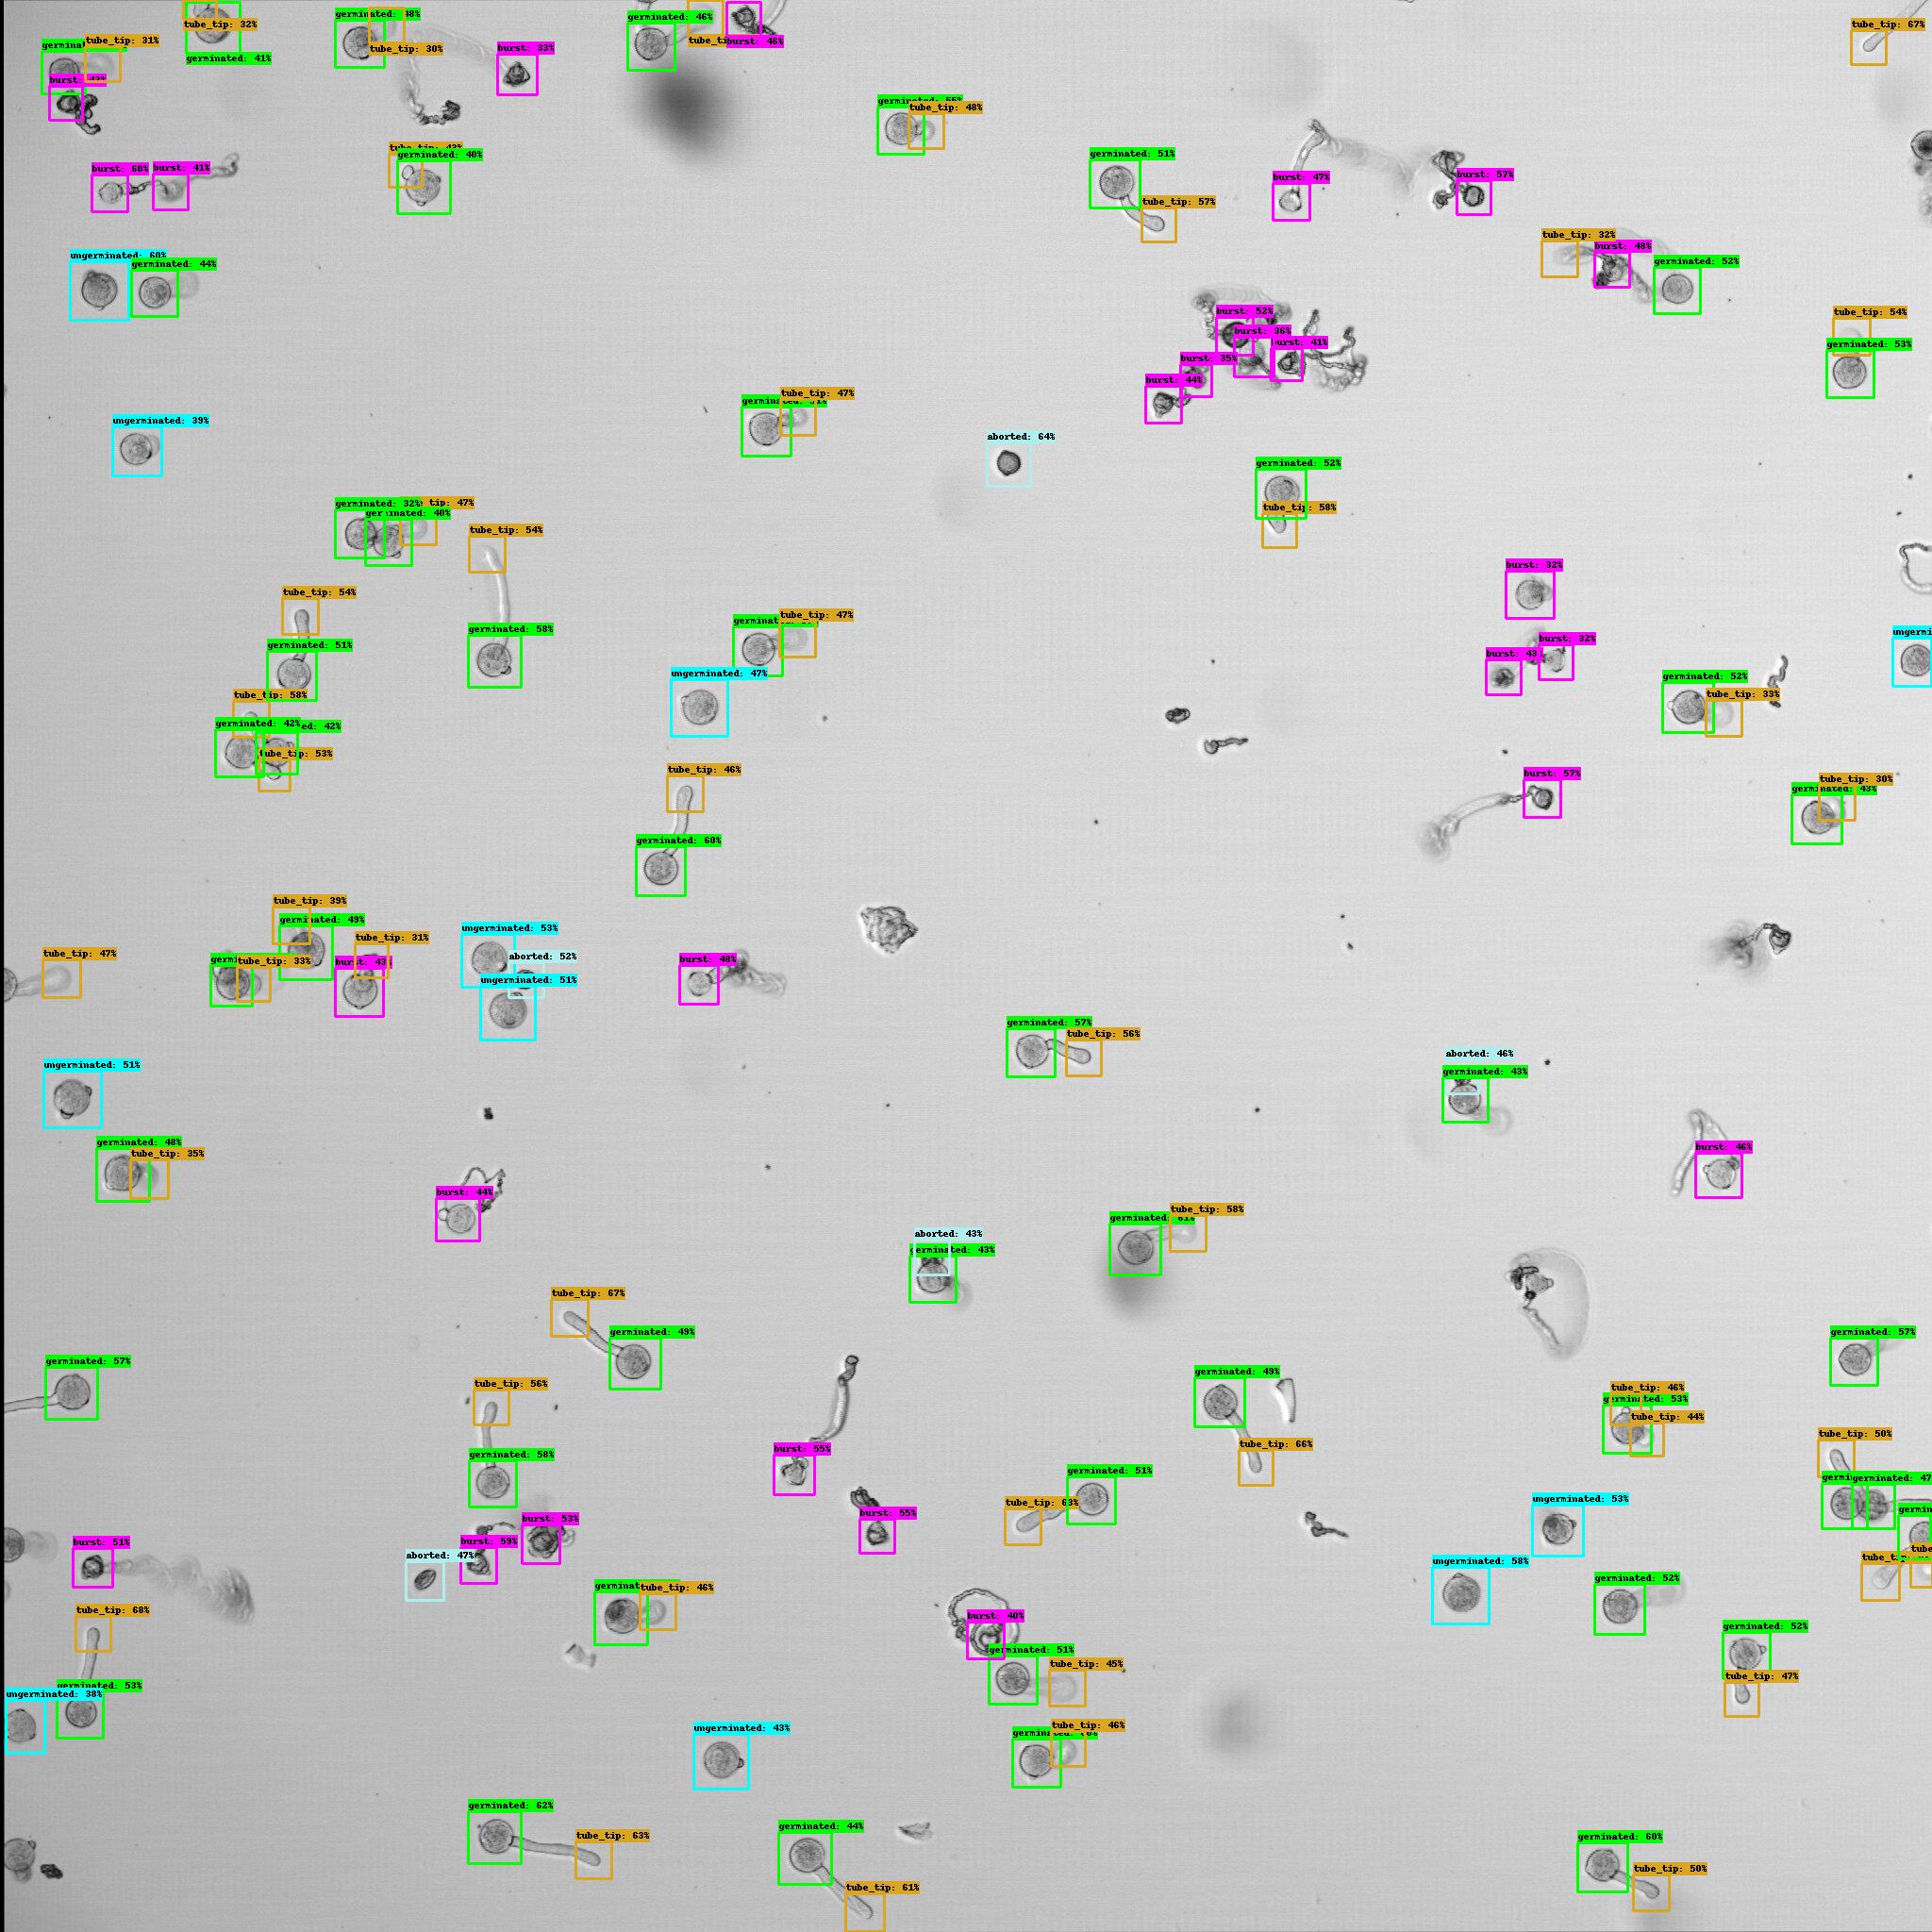 tube_tip: 32%
germinated: 48%
germinated: 46%
burst: 46%
tube_tip: 67%
tube_tip: 31%
tube_tip: 30%
burst: 33%
germinated: 41%
tube_tip: 48%
burst: 60%
burst: 41%
germinated: 40%
germinated: 51%
burst: 47%
burst: 57%
tube_tip: 57%
tube_tip: 32%
burst: 48%
germinated: 52%
ungerminated: 60%
germinated: 44%
burst: 52%
burst: 36%
burst: 41%
burst: 35%
burst: 44%
tube_tip: 54%
germinated: 53%
tube_tip: 47%
ungerminated: 39%
aborted: 64%
germinated: 52%
tube_tip: 58%
germinated: 32%
tip: 47%
germinated: 40%
tube_tip: 54%
burst: 32%
tube_tip: 54%
germinated: 58%
germinated: 51%
tube_tip: 47%
ungerminated: 47%
burst: 32%
burst: 43
germinated: 52%
tube_tip: 33%
tube_tip: 58%
germinated: 42%
tube_tip: 53%
tube_tip: 46%
germinated: 60%
burst: 57%
tube_tip: 30%
germinated: 43%
tube_tip: 39%
germinated: 49%
tube_tip: 31%
tube_tip: 47%
tube_tip: 33%
burst: 43
ungerminated: 53%
aborted: 52%
ungerminated: 51%
burst: 48%
germinated: 57%
tube_tip: 56%
aborted: 46%
germinated: 43%
ungerminated: 51%
germinated: 48%
tube_tip: 35%
burst: 46%
burst: 44%
tube_tip: 58%
aborted: 43%
germinated: 43%
tube_tip: 67%
germinated: 49%
germinated: 57%
germinated: 57%
tube_tip: 56%
germinated: 49%
tube_tip: 46%
germinated: 53%
tube_tip: 44%
tube_tip: 50%
germinated: 58%
burst: 55%
tube_tip: 66%
germinated: 51%
germinated: 47
tube_tip: 63%
ungerminated: 53%
burst: 55%
burst: 53%
burst: 59%
burst: 51%
aborted: 47%
ungerminated: 58%
germinated: 52%
tube_tip: 46%
tube_tip: 68%
burst: 40%
germinated: 51%
tube_tip: 45%
germinated: 52%
tube_tip: 47%
germinated: 53%
ungerminated: 38%
ungerminated: 43%
tube_tip: 46%
germinated: 62%
tube_tip: 63%
germinated: 44%
tube_tip: 61%
germinated: 60%
tube_tip: 50%